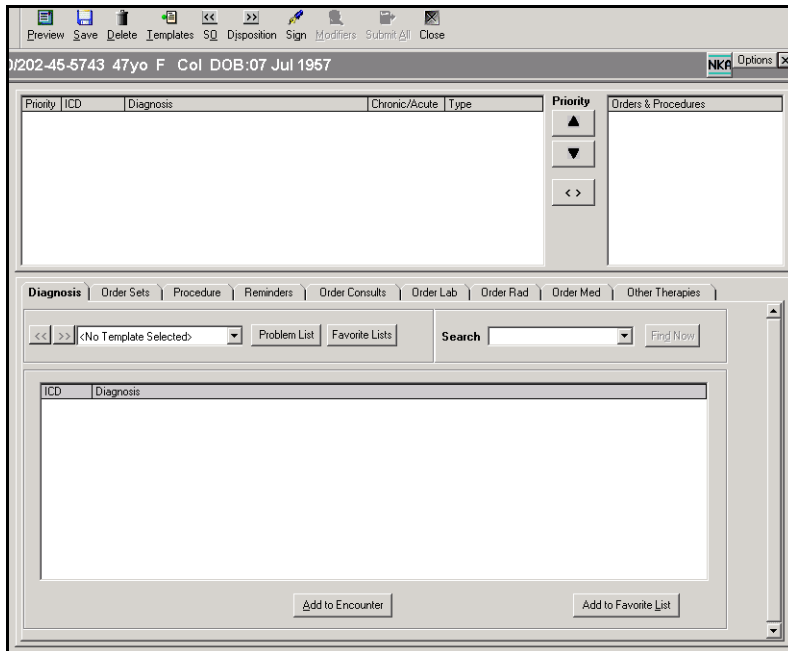 Preview Save Delete Templates SO Disposition Sign Modifiers Submit All Close
0/202-45-5743 47yo F Col DOB:07 Jul 1957 NKA Options
Priority ICD Diagnosis Chronic/Acute Type Priority Orders & Procedures
< >
Diagnosis Order Sets Procedure Reminders Order Consults Order Lab Order Rad Order Med Other Therapies
<< >> <No Template Selected> Problem List Favorite Lists Search Find Now
ICD Diagnosis
Add to Encounter Add to Favorite List